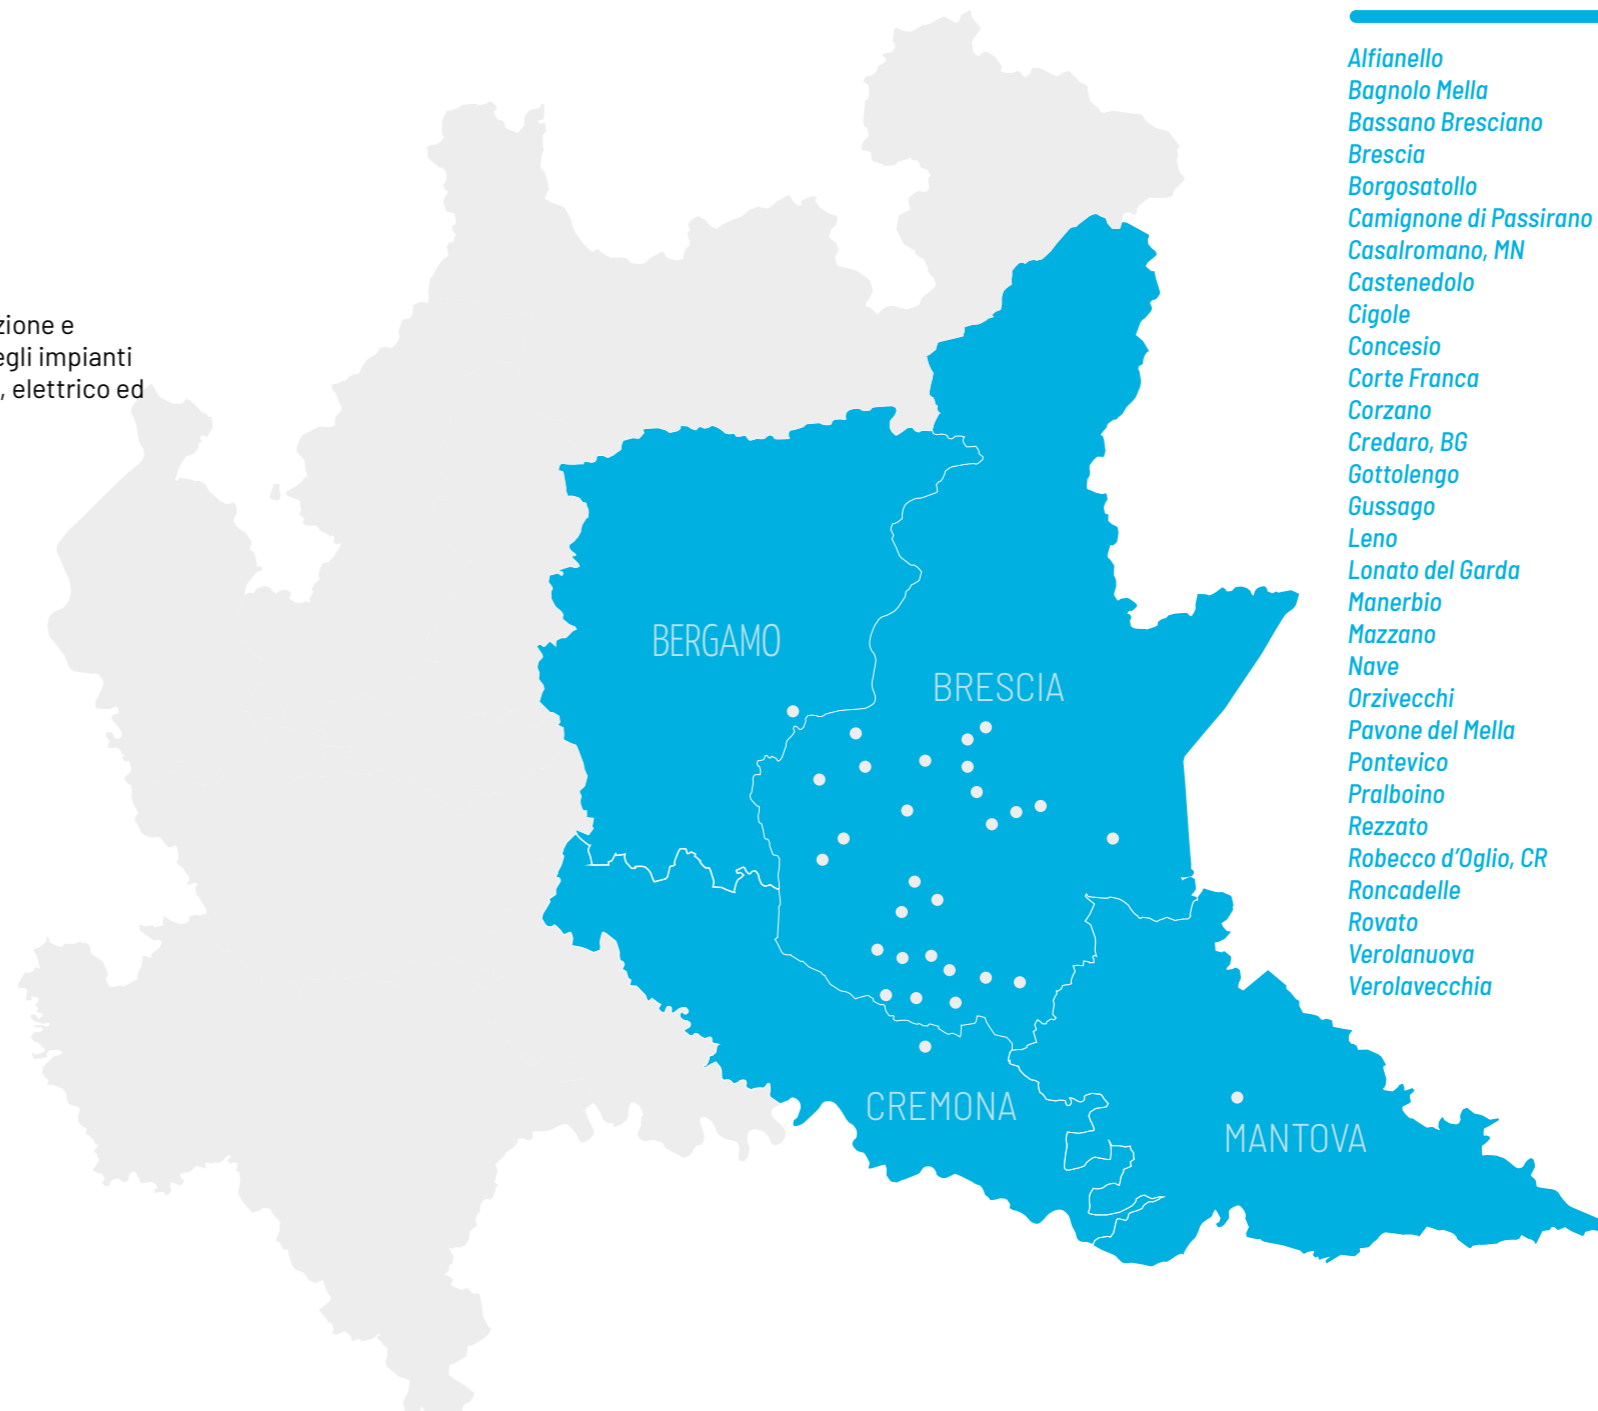 zione e
egli impianti
, elettrico ed
BERGAMO
BRESCIA
CREMONA
MANTOVA
Alfianello
Bagnolo Mella
Bassano Bresciano
Brescia
Borgosatollo
Camignone di Passirano
Casalromano, MN
Castenedolo
Cigole
Concesio
Corte Franca
Corzano
Credaro, BG
Gottolengo
Gussago
Leno
Lonato del Garda
Manerbio
Mazzano
Nave
Orzivecchi
Pavone del Mella
Pontevico
Pralboino
Rezzato
Robecco d’Oglio, CR
Roncadelle
Rovato
Verolanuova
Verolavecchia